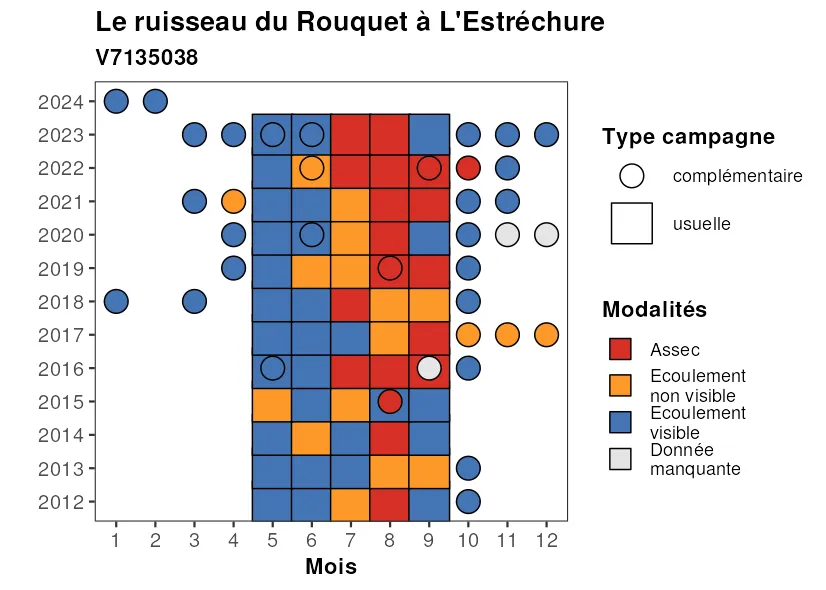 Le ruisseau du Rouquet à L'Estréchure
V7135038
2024
2023
2022
2021
2020
2019
2018
2017
2016
2015
2014
2013
2012
1 2 3 4 5 6 7 8 9 10 11 12
Mois
Type campagne
complémentaire
usuelle
Modalités
Assec
Ecoulement
non visible
Ecoulement
visible
Donnée
manquante